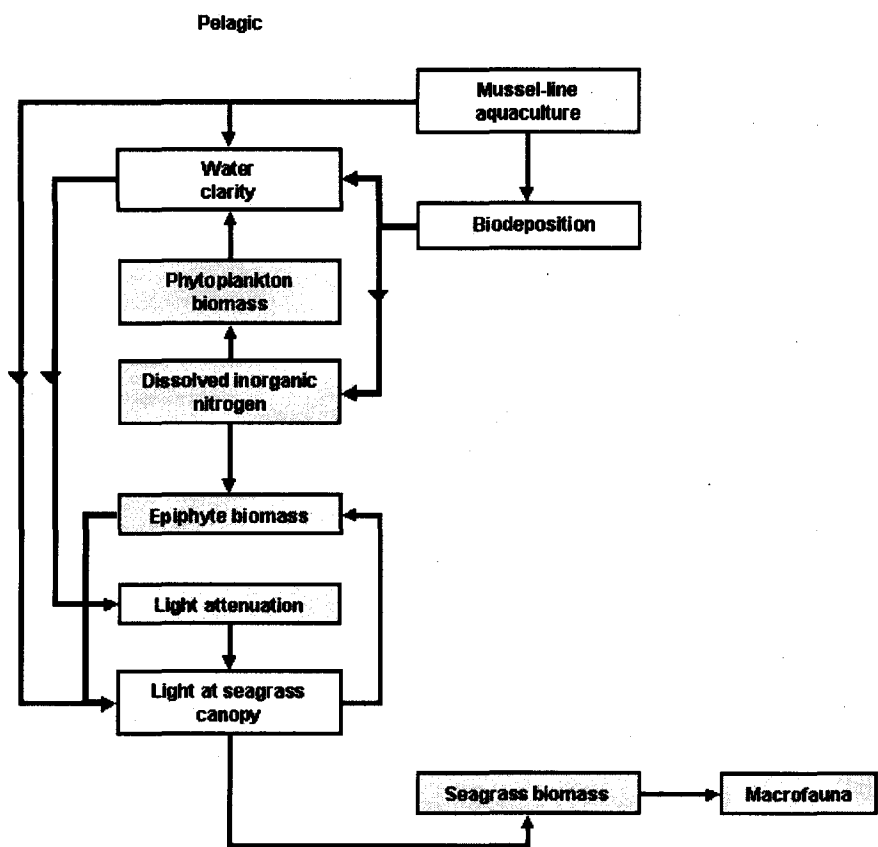 Pelagic
Mussel-line
aquaculture
Water
clarity
Biodeposition
Phytoplankton
biomass
Dissolved inorganic
nitrogen
Epiphyte biomass
Light attenuation
Light at seagrass
canopy
Seagrass biomass
Macrofauna